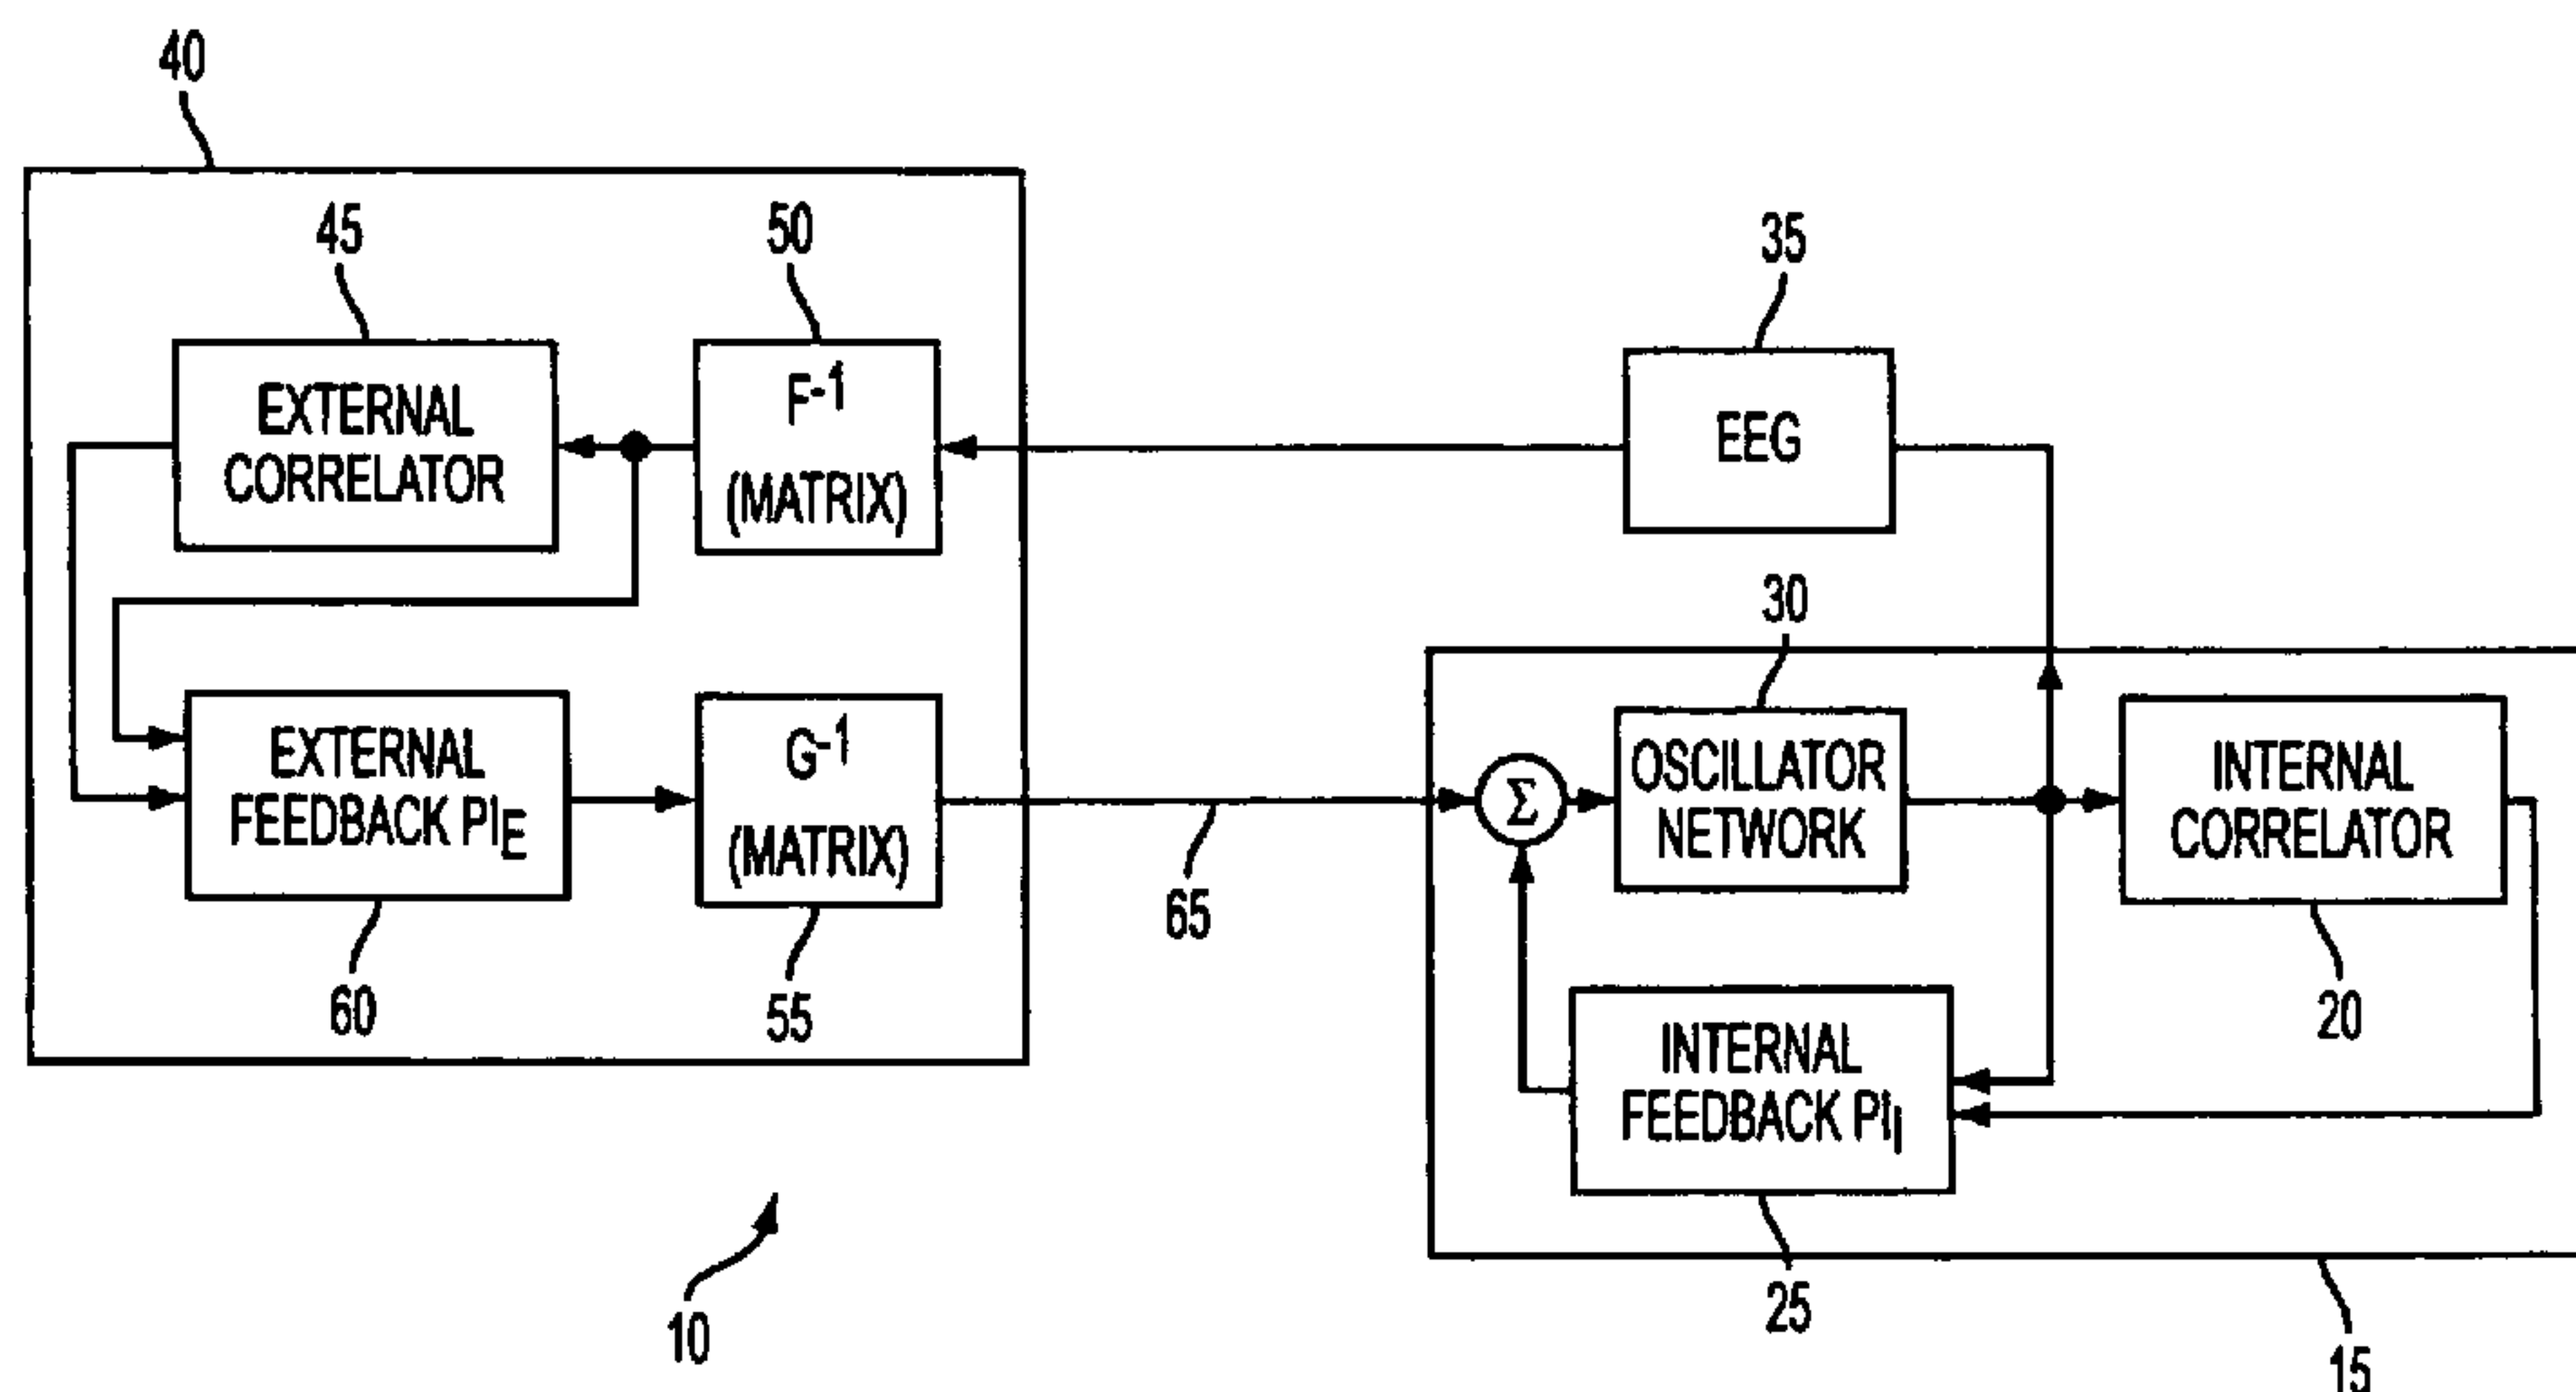 40
45
50
35
EXTERNAL
CORRELATOR
F-1
(MATRIX)
EEG
30
EXTERNAL
FEEDBACK PIE
G-1
(MATRIX)
Σ
OSCILLATOR
NETWORK
INTERNAL
CORRELATOR
65
60
55
20
INTERNAL
FEEDBACK PII
10
25
15